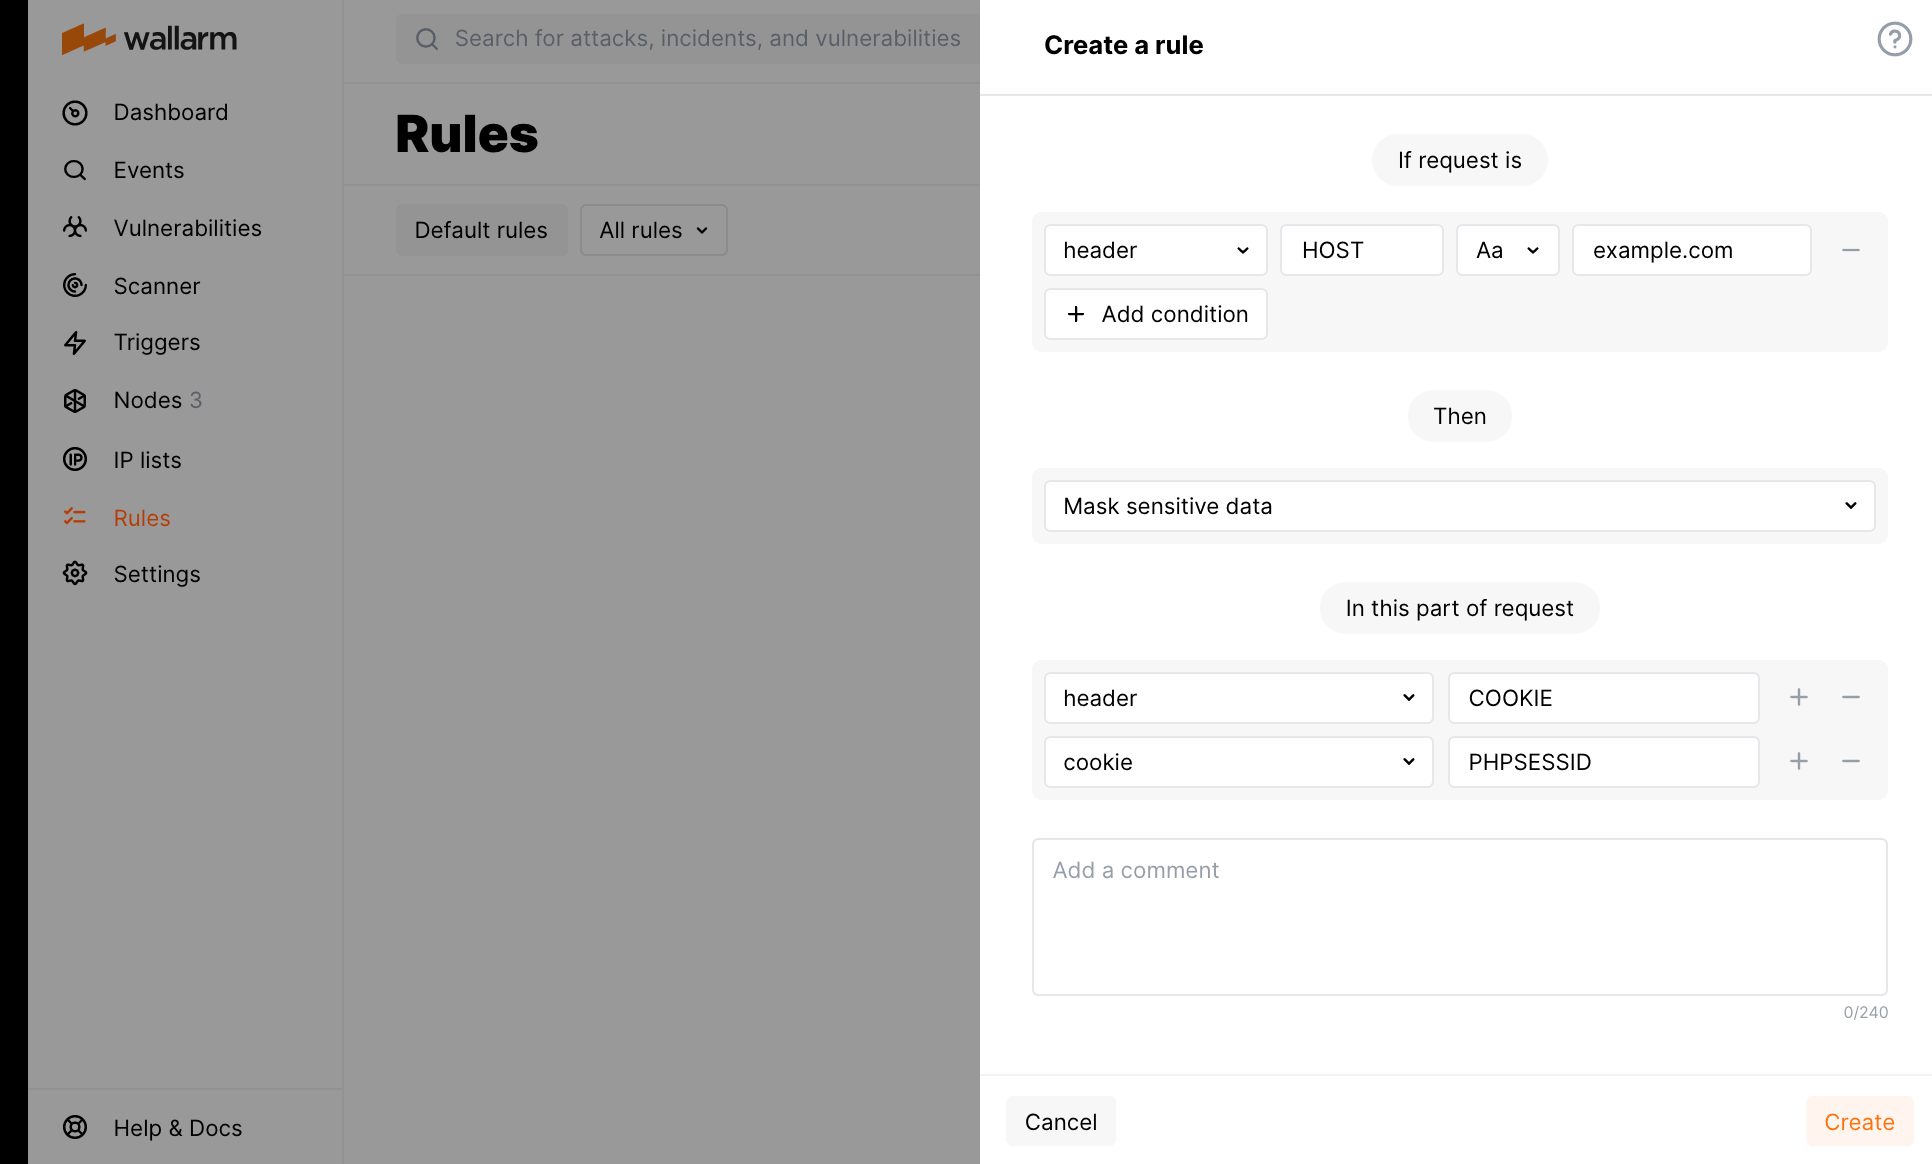 wallarm
Dashboard
Events
Vulnerabilities
Scanner
Triggers
Nodes 3
IP lists
Rules
Settings
Help & Docs
Search for attacks, incidents, and vulnerabilities
Rules
Default rules All rules
Create a rule
?
If request is
header HOST Aa example.com
+ Add condition
Then
Mask sensitive data
In this part of request
header COOKIE
cookie PHPSESSID
Add a comment
0/240
Cancel Create